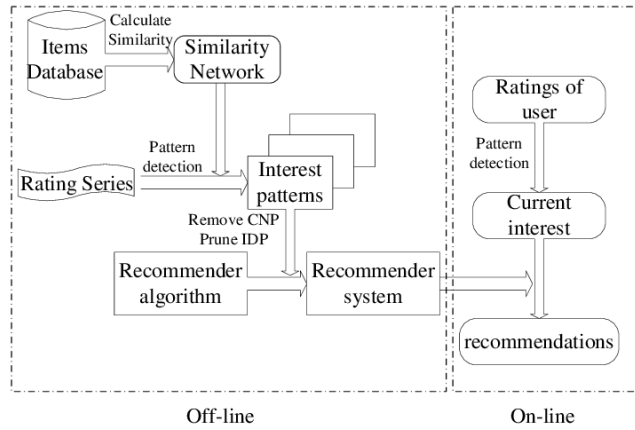 Items
Database
Calculate
Similarity
Similarity
Network
Rating Series
Pattern
detection
Interest
patterns
Remove CNP
Prune IDP
Recommender
algorithm
Recommender
system
Off-line
Ratings of
user
Pattern
detection
Current
interest
recommendations
On-line